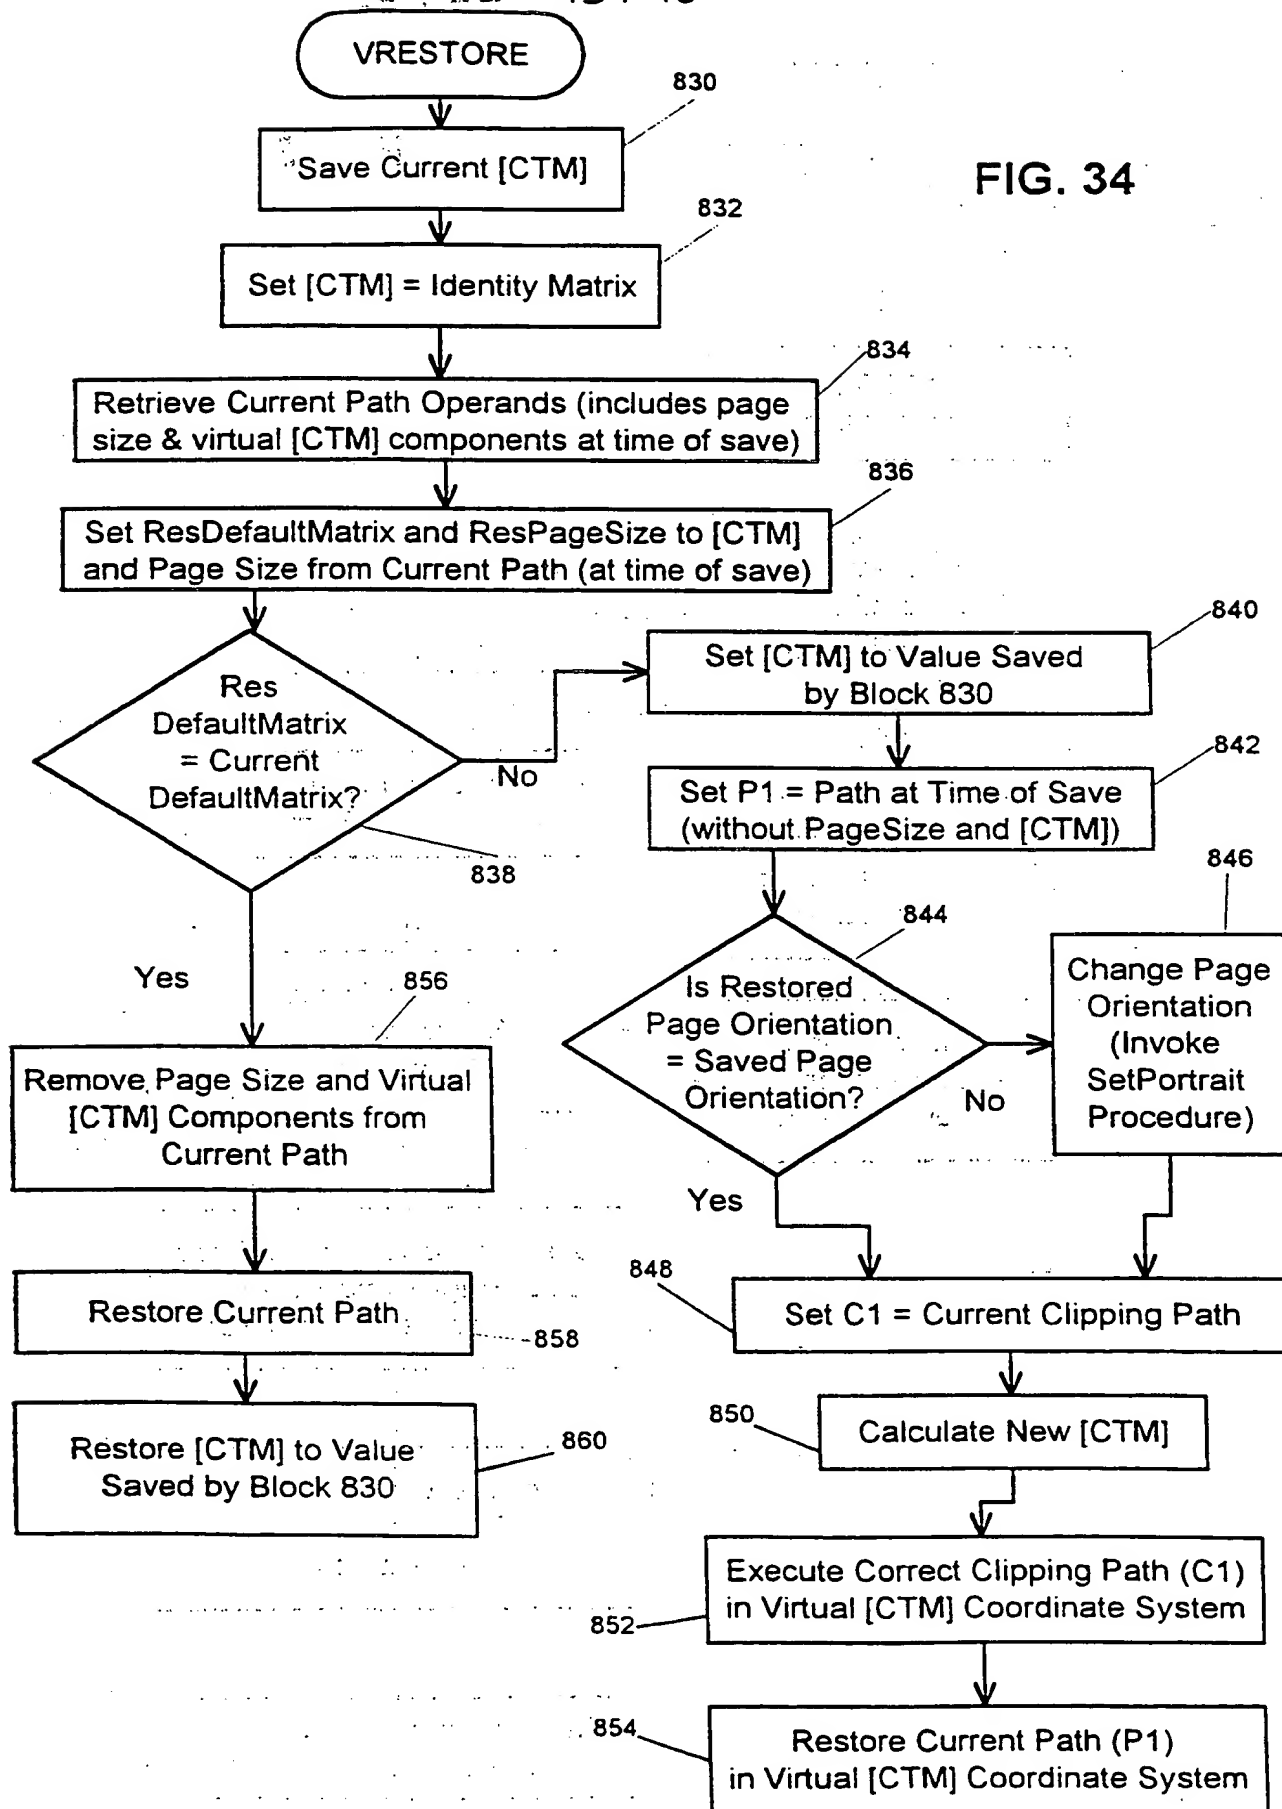 VRESTORE
830
Save Current [CTM]
FIG. 34
832
Set [CTM] = Identity Matrix
834
Retrieve Current Path Operands (includes page
size & virtual [CTM] components at time of save)
836
Set ResDefaultMatrix and ResPageSize to [CTM]
and Page Size from Current Path (at time of save)
840
Set [CTM] to Value Saved
by Block 830
Res
DefaultMatrix
= Current
DefaultMatrix?
No
838
842
Set P1 = Path at Time of Save
(without PageSize and [CTM])
846
844
Is Restored
Page Orientation
= Saved Page
Orientation?
No
Change Page
Orientation
(Invoke
SetPortrait
Procedure)
Yes
856
Remove Page Size and Virtual
[CTM] Components from
Current Path
Yes
848
Set C1 = Current Clipping Path
Restore Current Path
858
850
Calculate New [CTM]
Restore [CTM] to Value
Saved by Block 830
860
Execute Correct Clipping Path (C1)
in Virtual [CTM] Coordinate System
852
854
Restore Current Path (P1)
in Virtual [CTM] Coordinate System